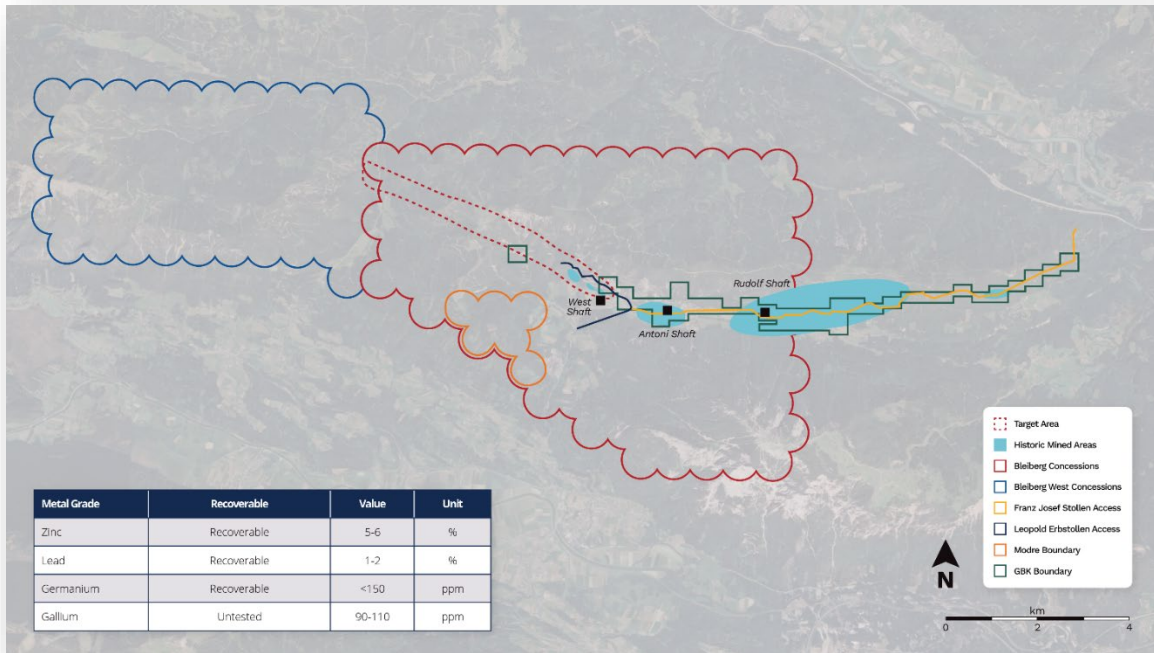 Rudolf Shaft
West
Shaft
Antoni Shaft
Target Area
Historic Mined Areas
Bleiberg Concessions
Bleiberg West Concessions
Franz Josef Stollen Access
Leopold Erbstollen Access
Modre Boundary
GBK Boundary
Metal Grade Recoverable Value Unit
Zinc Recoverable 5-6 %
Lead Recoverable 1-2 %
Germanium Recoverable <150 ppm
Gallium Untested 90-110 ppm
N
km
0 2 4